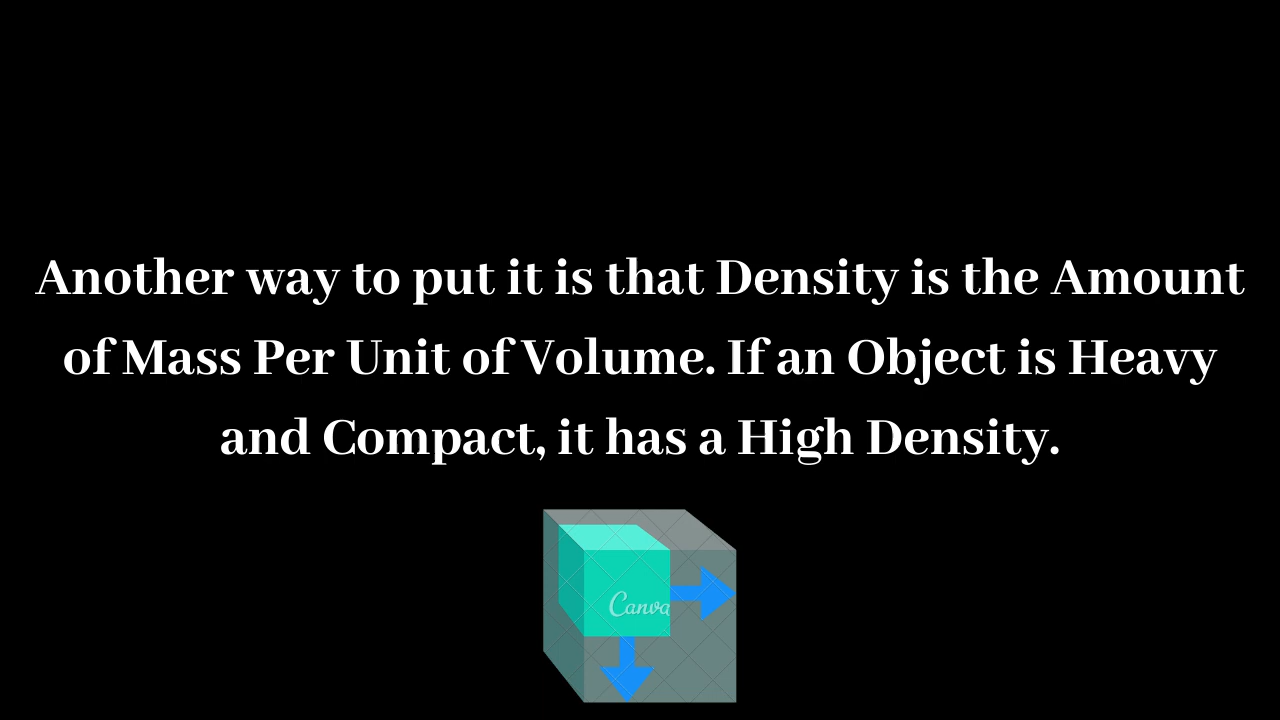 Another way to put it is that Density is the Amount
of Mass Per Unit of Volume. If an Object is Heavy
and Compact, it has a High Density.
Canva